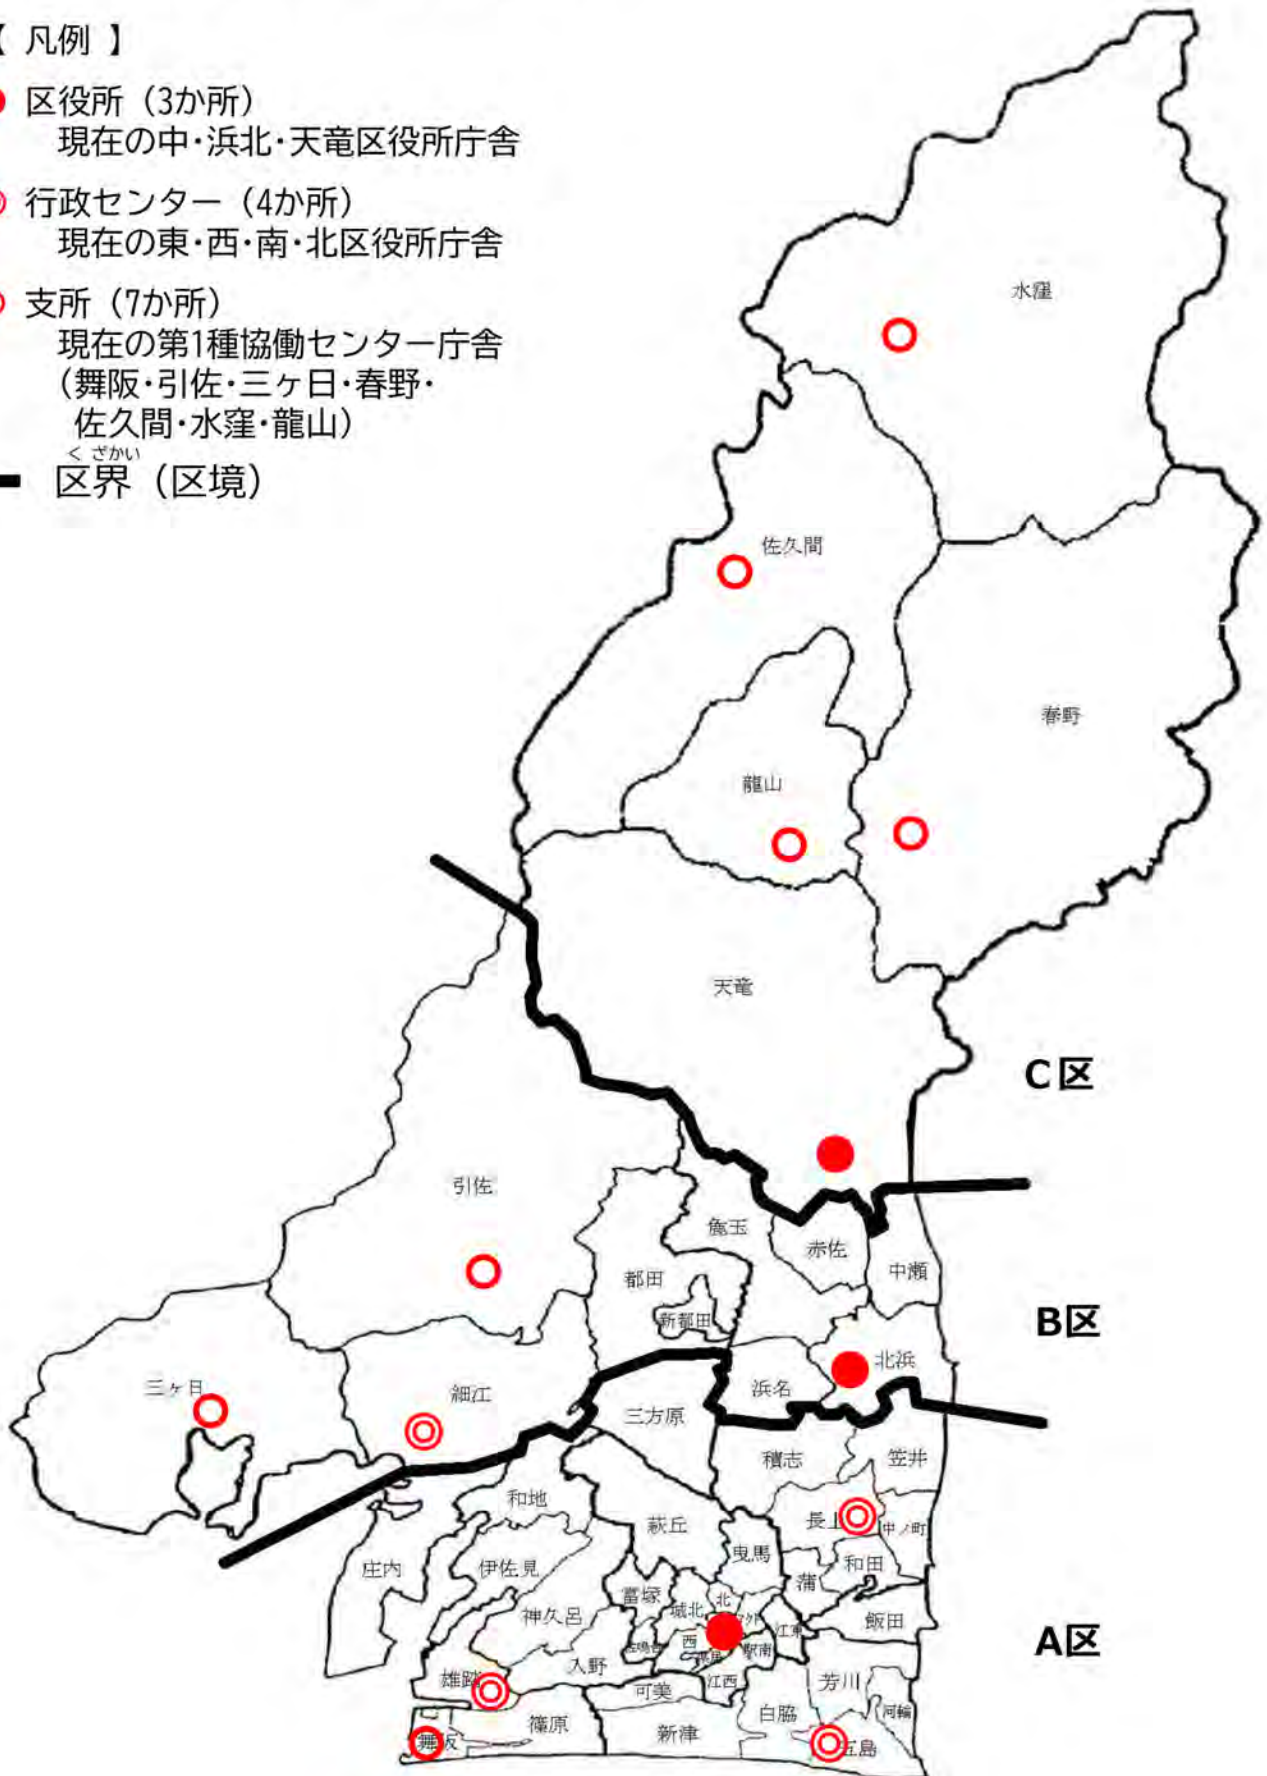 【 凡例 】
区役所（3か所）
現在の中・浜北・天竜区役所庁舎
行政センター（4か所）
現在の東・西・南・北区役所庁舎
支所（7か所）
現在の第1種協働センター庁舎
（舞阪・引佐・三ヶ日・春野・
佐久間・水窪・龍山）
くざかい
区界（区境）
水窪
佐久間
春野
龍山
天竜
C区
引佐
麁玉
赤佐
都田
中瀬
新都田
B区
北浜
三ヶ日
細江
浜名
三方原
積志
笠井
和地
長上
中ノ町
萩丘
曳馬
庄内
伊佐見
和田
蒲
富塚
城北
北
神久呂
飯田
江東
西
駅南
A区
入野
雄踏
江西
芳川
可美
白脇
河輪
篠原
新津
舞阪
五島